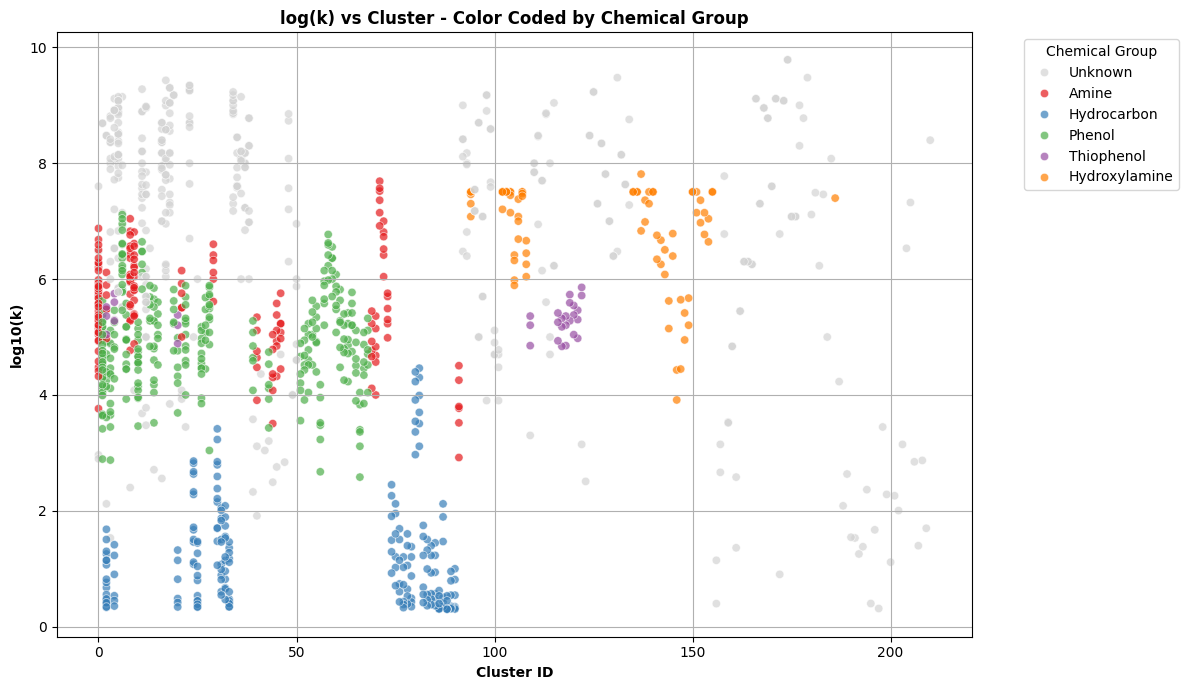 log(k) vs Cluster - Color Coded by Chemical Group
10
8
6
4
2
0
log10(k)
0 50 100 150 200
Cluster ID
Chemical Group
Unknown
Amine
Hydrocarbon
Phenol
Thiophenol
Hydroxylamine